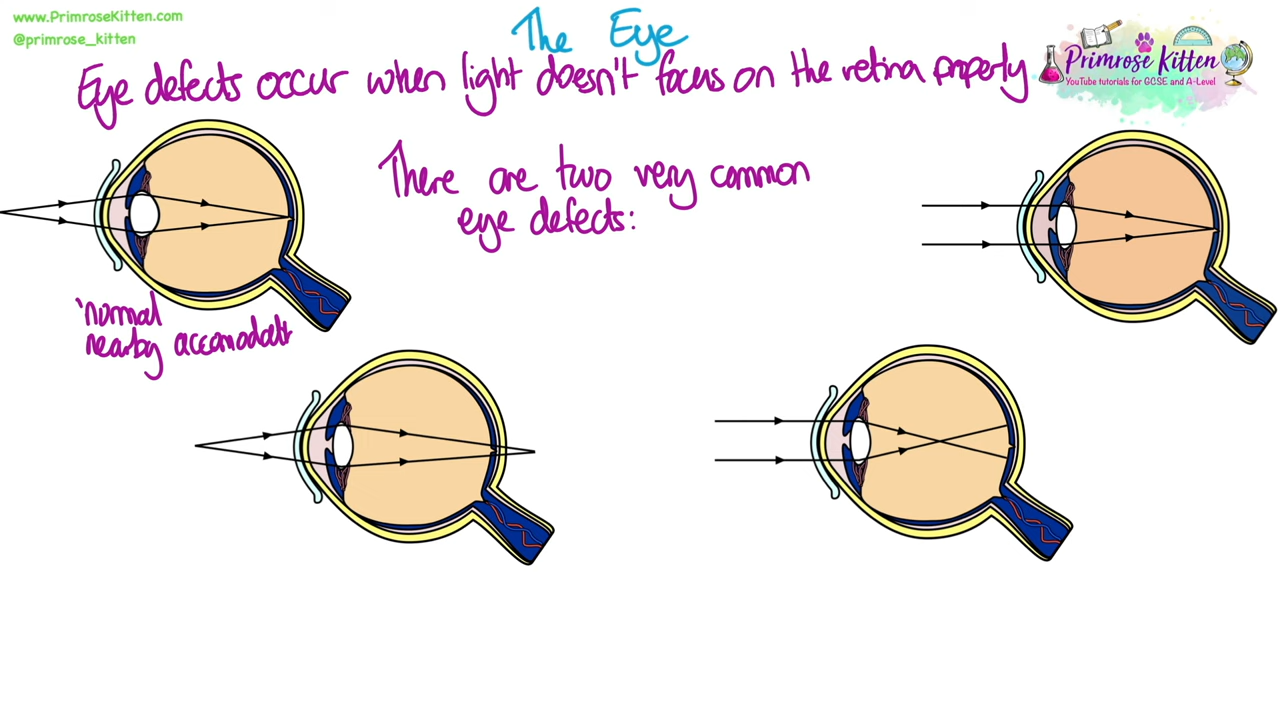 www.PrimroseKitten.com
@primrose_kitten
The Eye
Primrose Kitten
YouTube tutorials for GCSE and A-Level
Eye defects occur when light doesn't focus on the retina properly
There are two very common
eye defects:
'normal
nearby